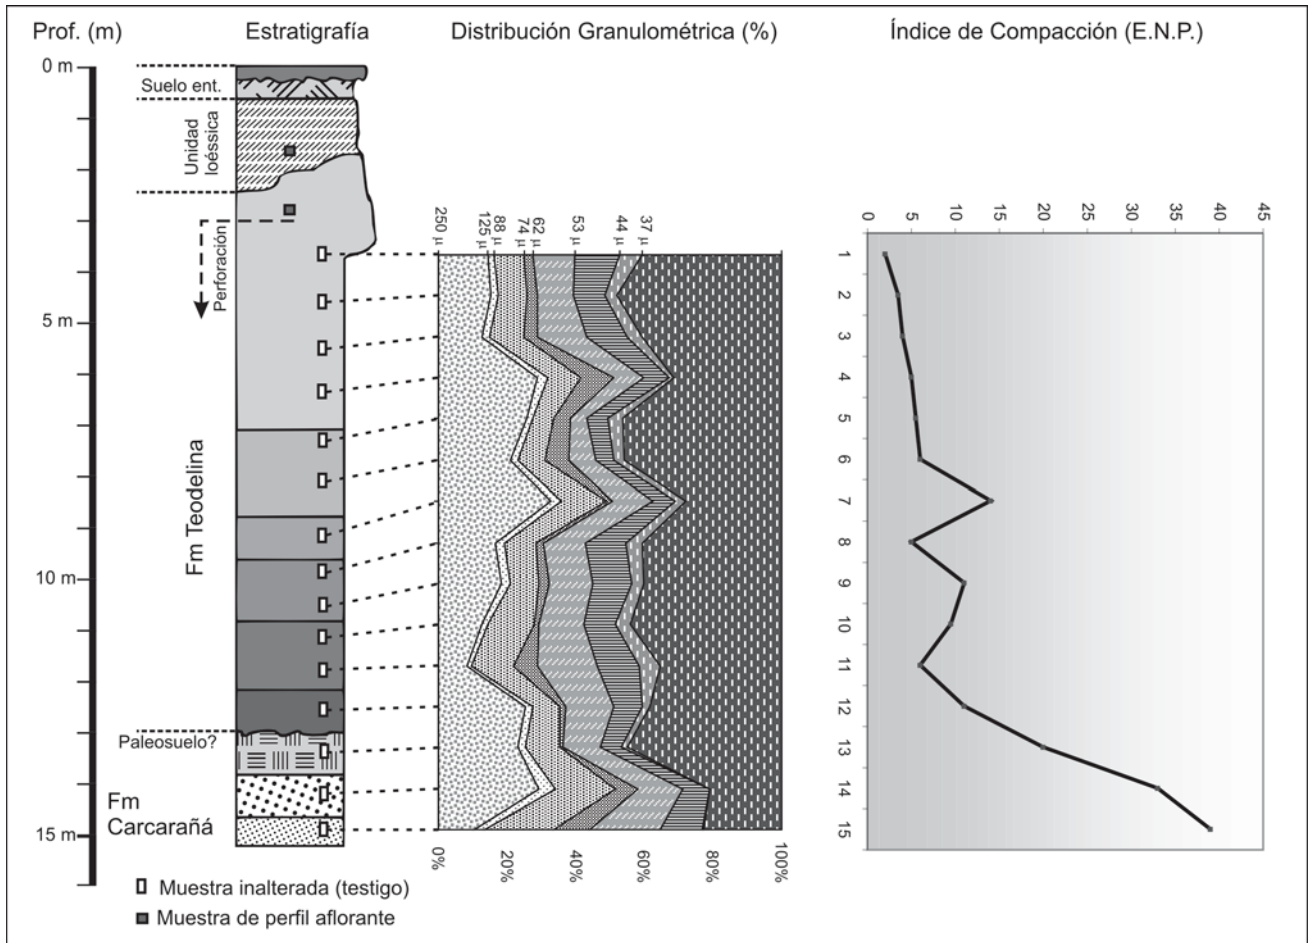 Prof. (m)
Estratigrafía
Distribución Granulométrica (%)
Índice de Compacción (E.N.P.)
0 m
5 m
10 m
15 m
Suelo ent.
Unidad
loéssica
Perforación
Fm Teodelina
Paleosuelo?
Fm
Carcarañá
250 µ
125 µ
88 µ
74 µ
62 µ
53 µ
44 µ
37 µ
0%
20%
40%
60%
80%
100%
0
5
10
15
20
25
30
35
40
45
1
2
3
4
5
6
7
8
9
10
11
12
13
14
15
Muestra inalterada (testigo)
Muestra de perfil aflorante